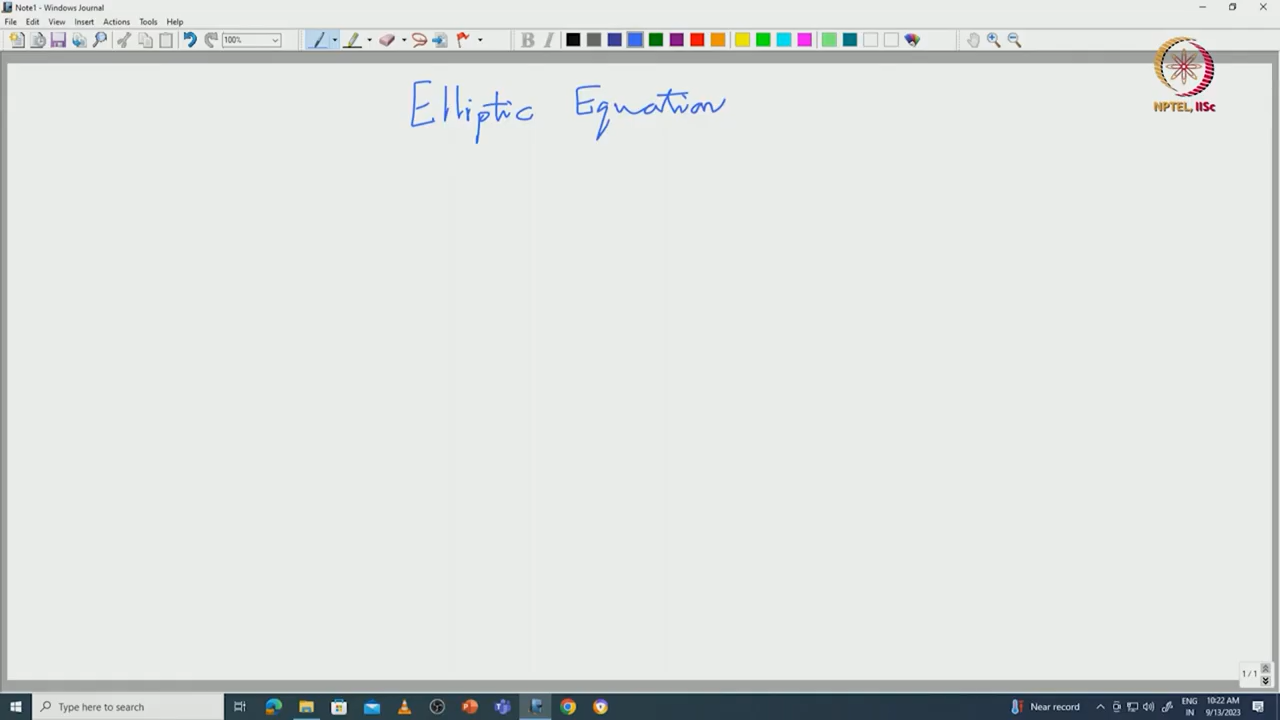 Note1 - Windows Journal
File Edit View Insert Actions Tools Help
100%
B I
NPTEL, IISc
Elliptic Equation
1 / 1
Type here to search
Near record
ENG
IN
10:22 AM
9/13/2023